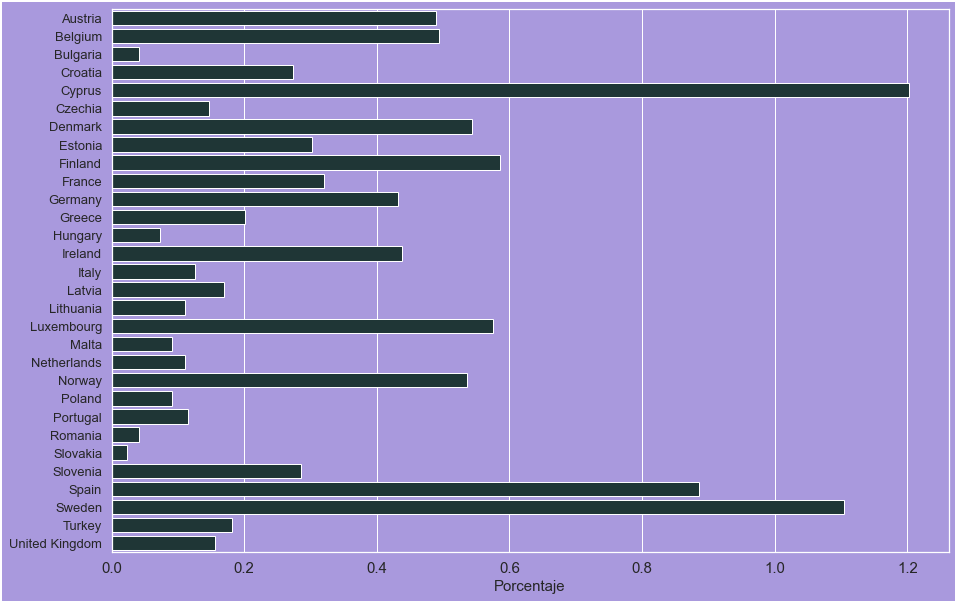 Austria
Belgium
Bulgaria
Croatia
Cyprus
Czechia
Denmark
Estonia
Finland
France
Germany
Greece
Hungary
Ireland
Italy
Latvia
Lithuania
Luxembourg
Malta
Netherlands
Norway
Poland
Portugal
Romania
Slovakia
Slovenia
Spain
Sweden
Turkey
United Kingdom
0.0 0.2 0.4 0.6 0.8 1.0 1.2
Porcentaje